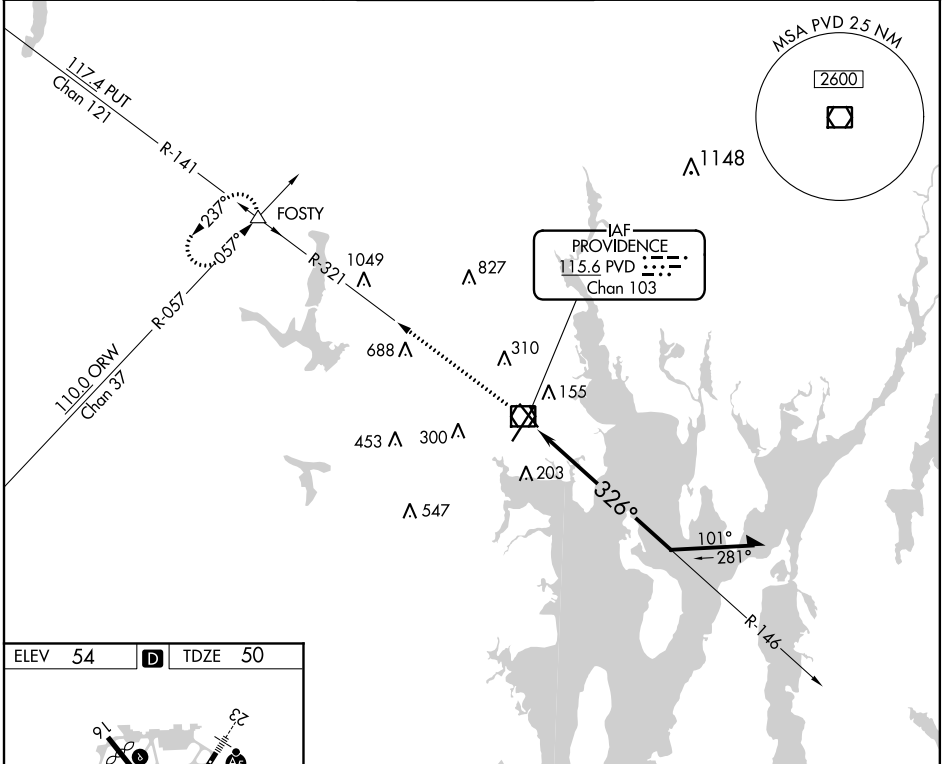 MSA PVD 25 NM
2600
117.4 PUT
Chan 121
R-141
1148
237°
FOSTY
057°
IAF
PROVIDENCE
115.6 PVD
Chan 103
R-321
1049
827
R-057
688
310
110.0 ORW
Chan 37
155
453
300
203
326°
547
101°
281°
R-146
ELEV 54
D
TDZE 50
16
23